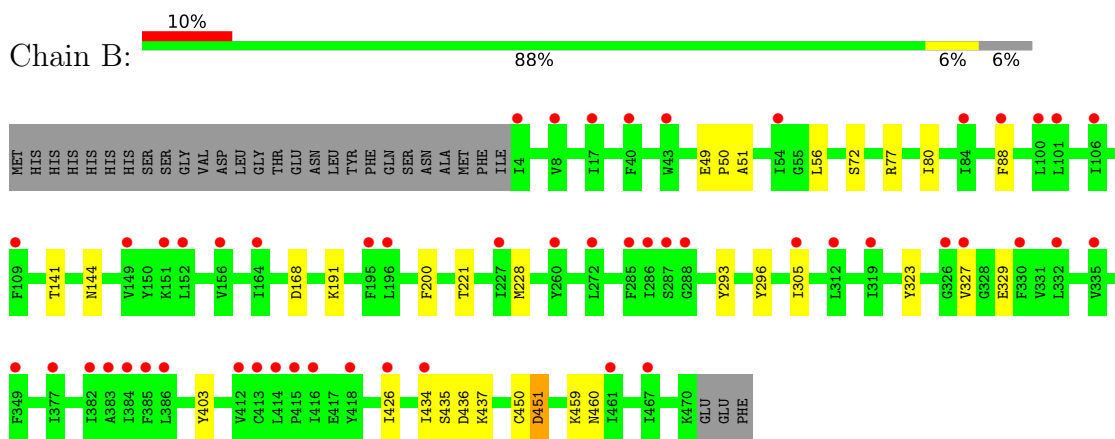 10%
Chain B:
88% 6% 6%
MET HIS HIS HIS HIS HIS HIS SER SER GLY VAL ASP LEU GLY THR GLU ASN LEU TYR PHE GLN SER ASN ALA MET PHE ILE I4 V8 I17 F40 W43 E49 P50 A51 I54 G55 L56 S72 R77 I80 I84 F88 L100 L101 I106
F109 T141 N144 V149 Y150 K151 L152 V156 I164 D168 K191 F195 L196 F200 T221 I227 M228 Y260 L272 F285 I286 S287 G288 Y293 Y296 I305 L312 I319 Y323 G326 V327 G328 E329 F330 V331 L332 V335
F349 I377 I382 A383 I384 F385 L386 Y403 V412 C413 L414 P415 I416 E417 Y418 I426 I434 S435 D436 K437 C450 D451 K459 N460 I461 I467 K470 GLU GLU PHE